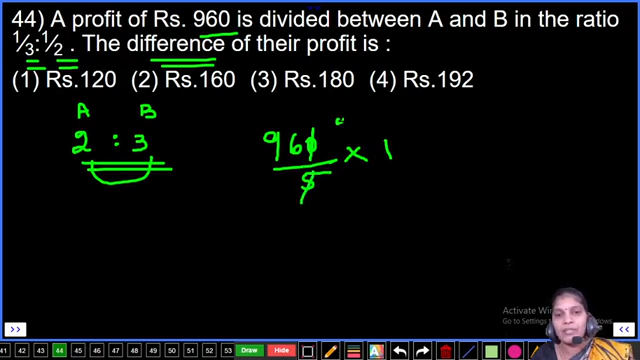 44) A profit of Rs. 960 is divided between A and B in the ratio
1/3:1/2 . The difference of their profit is :
(1) Rs.120 (2) Rs.160 (3) Rs.180 (4) Rs.192
A B
2 : 3
960 × 1
5
Activate Win
Go to Settings to Windows.
>> 41 42 43 44 45 46 47 48 49 50 51 52 53 Draw Hide >>